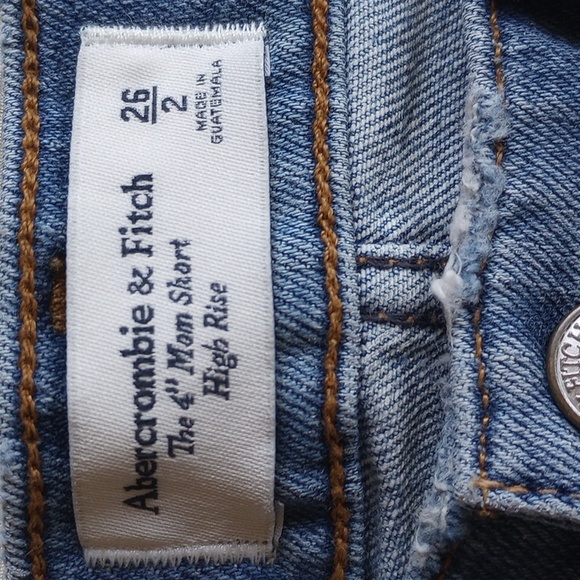 Abercrombie & Fitch
The 4" Mom Short
High Rise
26
2
MADE IN
GUATEMALA